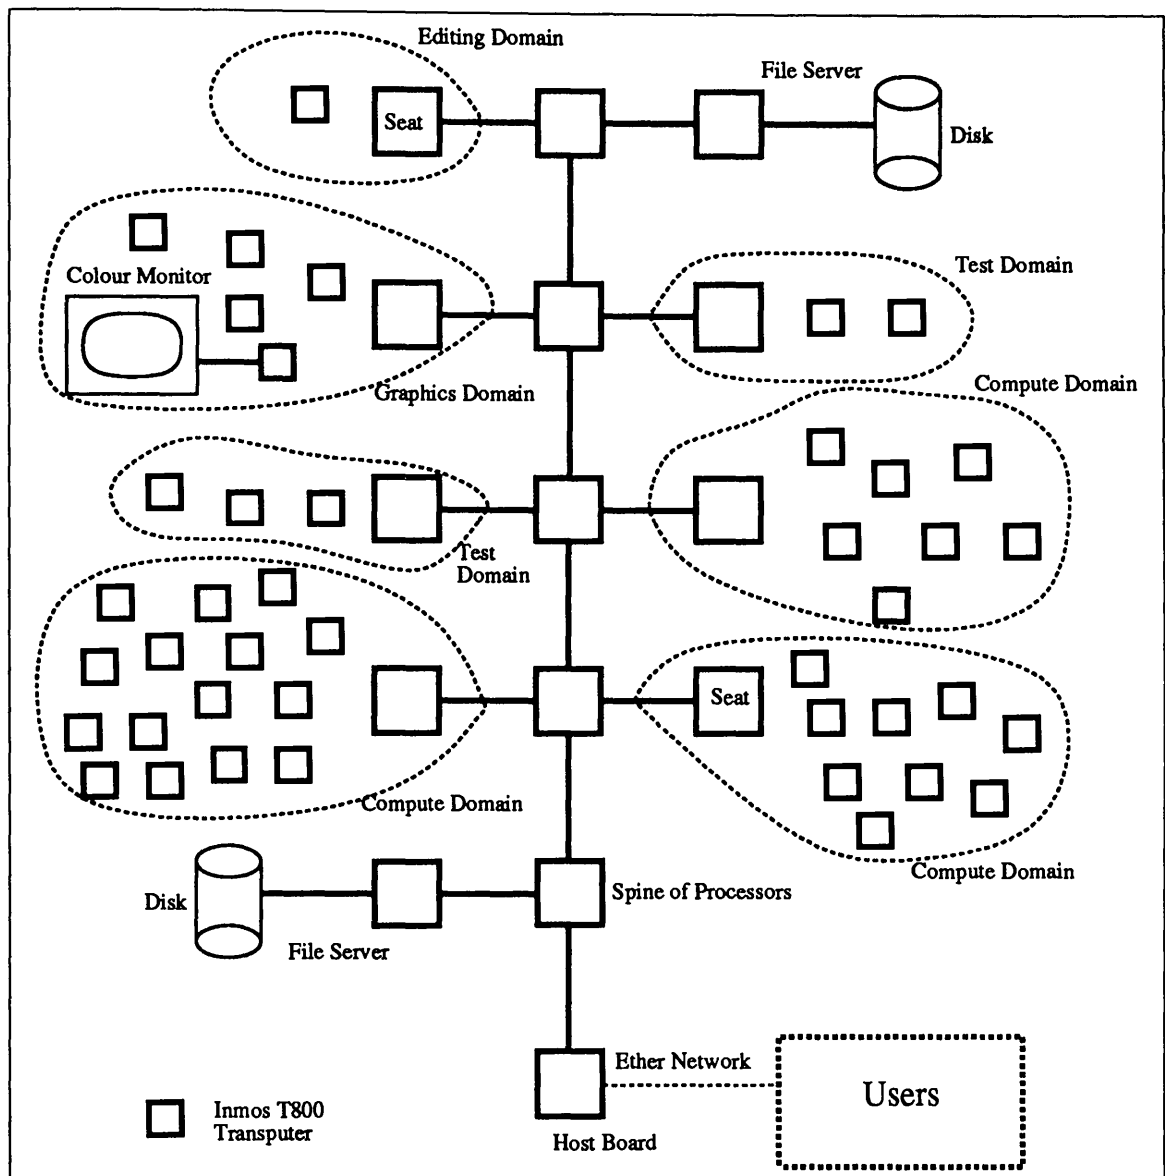 Editing Domain
File Server
Seat
Disk
Colour Monitor
Test Domain
Graphics Domain
Compute Domain
Test
Domain
Seat
Compute Domain
Compute Domain
Disk
Spine of Processors
File Server
Ether Network
Users
Inmos T800
Transputer
Host Board